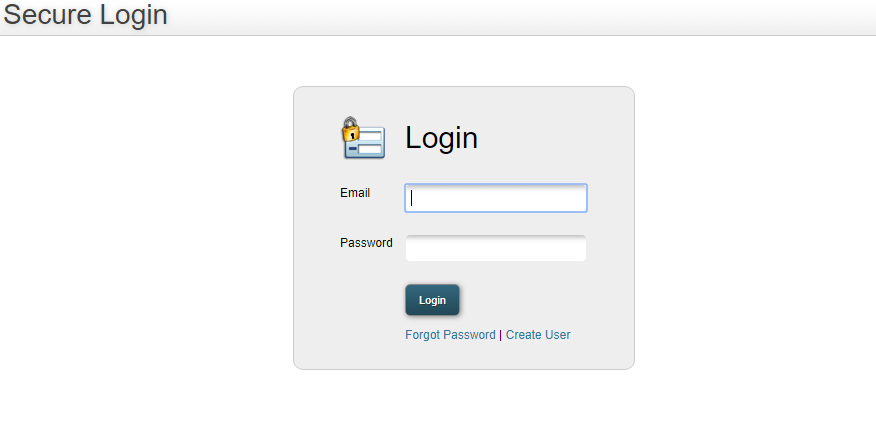 Secure Login
Login
Email
Password
Login
Forgot Password | Create User